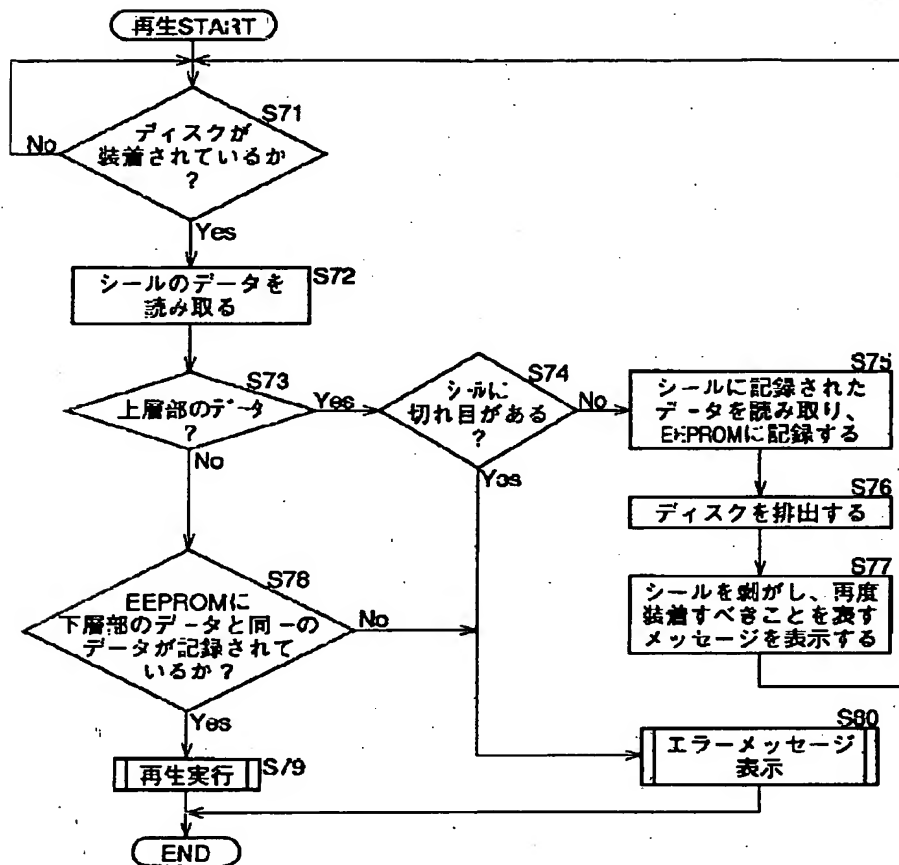 再生START
S71
ディスクが
装着されているか
?
No
Yes
シールのデータを
読み取る
S72
S73
上層部のデータ
?
Yes
No
S74
シールに
切れ目がある
?
No
Yes
S75
シールに記録された
データを読み取り、
EEPROMに記録する
S76
ディスクを排出する
S77
シールを剝がし、再度
装着すべきことを表す
メッセージを表示する
S78
EEPROMに
下層部のデータと同一の
データが記録されて
いるか?
No
Yes
再生実行
S79
S80
エラーメッセージ
表示
END